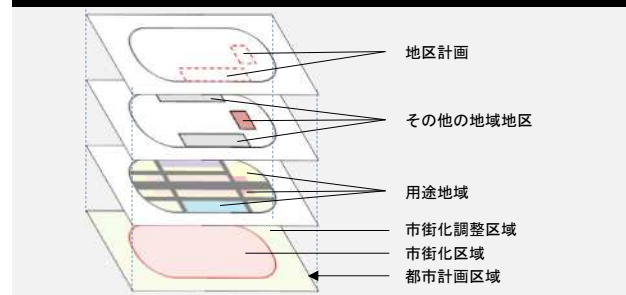 地区計画
その他の地域地区
用途地域
市街化調整区域
市街化区域
都市計画区域